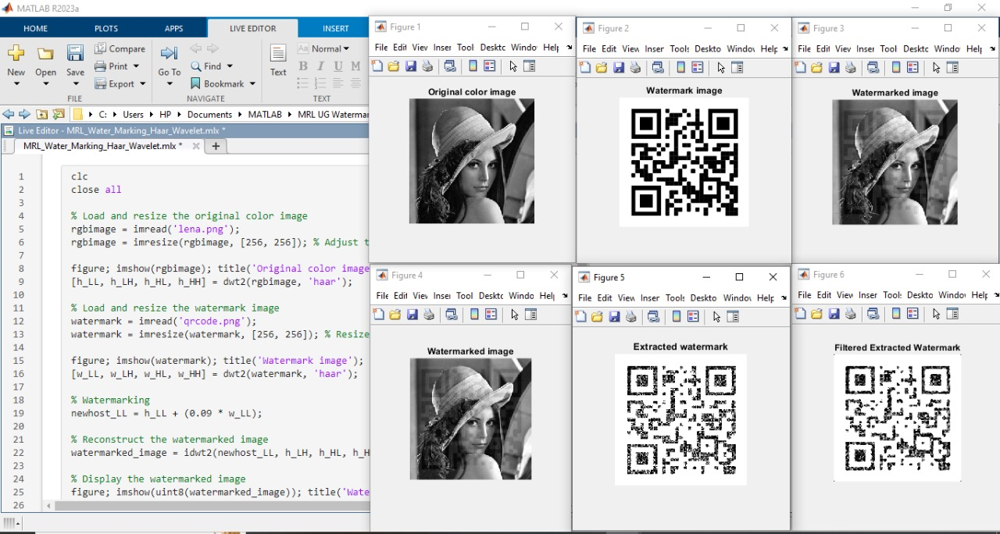 MATLAB R2023a
HOME PLOTS APPS LIVE EDITOR INSERT
New Open Save Compare Print Export
Go To Find Bookmark
Text Normal
B I U M
FILE NAVIGATE TEXT
C: Users HP Documents MATLAB MRL UG Watermar
Live Editor - MRL_Water_Marking_Haar_Wavelet.mlx *
MRL_Water_Marking_Haar_Wavelet.mlx *
1 clc
2 close all
3
4 % Load and resize the original color image
5 rgbimage = imread('lena.png');
6 rgbimage = imresize(rgbimage, [256, 256]); % Adjust t
7
8 figure; imshow(rgbimage); title('Original color image
9 [h_LL, h_LH, h_HL, h_HH] = dwt2(rgbimage, 'haar');
10
11 % Load and resize the watermark image
12 watermark = imread('qrcode.png');
13 watermark = imresize(watermark, [256, 256]); % Resize
14
15 figure; imshow(watermark); title('Watermark image');
16 [w_LL, w_LH, w_HL, w_HH] = dwt2(watermark, 'haar');
17
18 % Watermarking
19 newhost_LL = h_LL + (0.09 * w_LL);
20
21 % Reconstruct the watermarked image
22 watermarked_image = idwt2(newhost_LL, h_LH, h_HL, h_H
23
24 % Display the watermarked image
25 figure; imshow(uint8(watermarked_image)); title('Wate
26
Figure 1
File Edit View Inser Tool Deskto Windo Help
Original color image
Figure 2
File Edit View Inser Tools Deskto Window Help
Watermark image
Figure 3
File Edit View Inser Tools Deskto Window Help
Watermarked image
Figure 4
File Edit View Inse Tool Deskt Windo Help
Watermarked image
Figure 5
File Edit View Inser Tools Deskto Window Help
Extracted watermark
Figure 6
File Edit View Inser Tools Deskto Window Help
Filtered Extracted Watermark